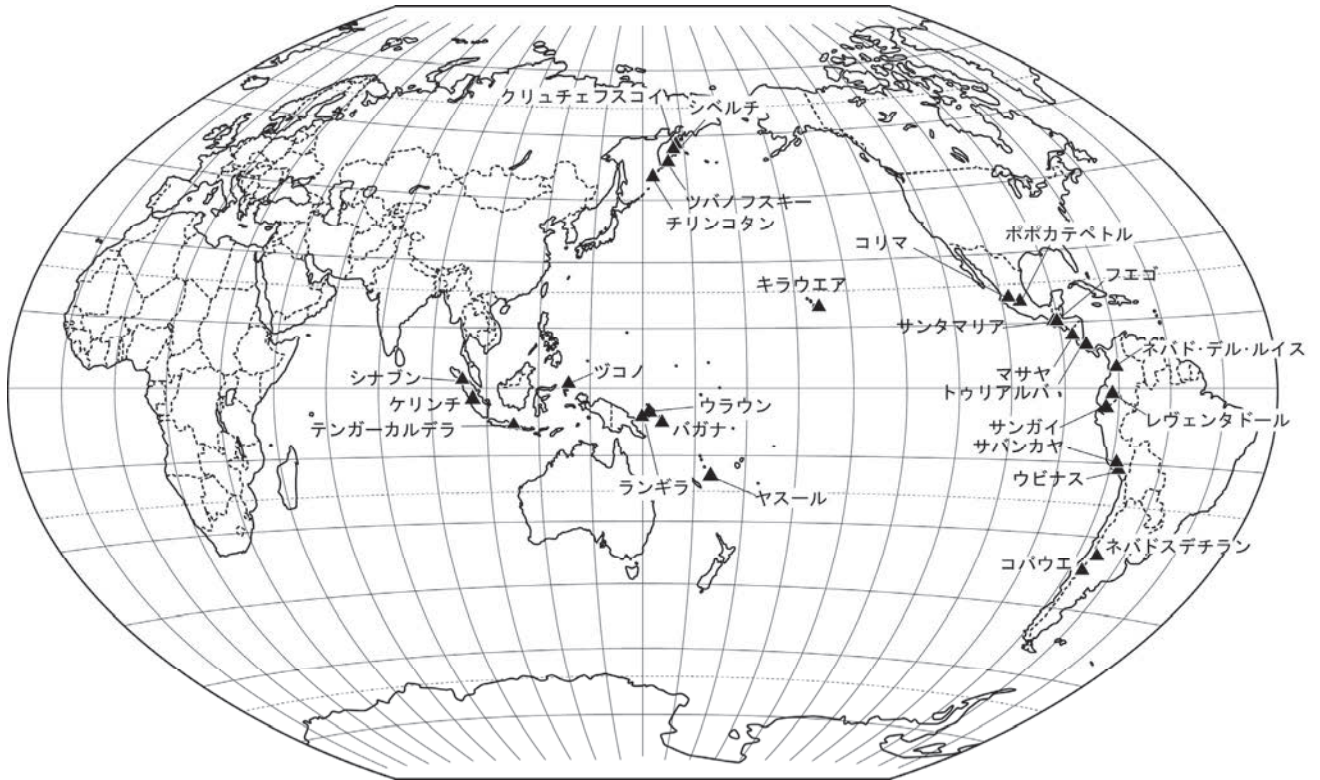 クリュチェフスコイ
シベルチ
ツバノフスキー
チリンコタン
コリマ
ポポカテペトル
フエゴ
キラウエア
サンタマリア
ネバド・デル・ルイス
マサヤ
トゥリアルバ
シナブン
ヅコノ
ケリンチ
ウラウン
レヴェンタドール
テンガーカルデラ
バガナ
サンガイ
サバンカヤ
ウビナス
ランギラ
ヤスール
ネバドスデチラン
コバウエ